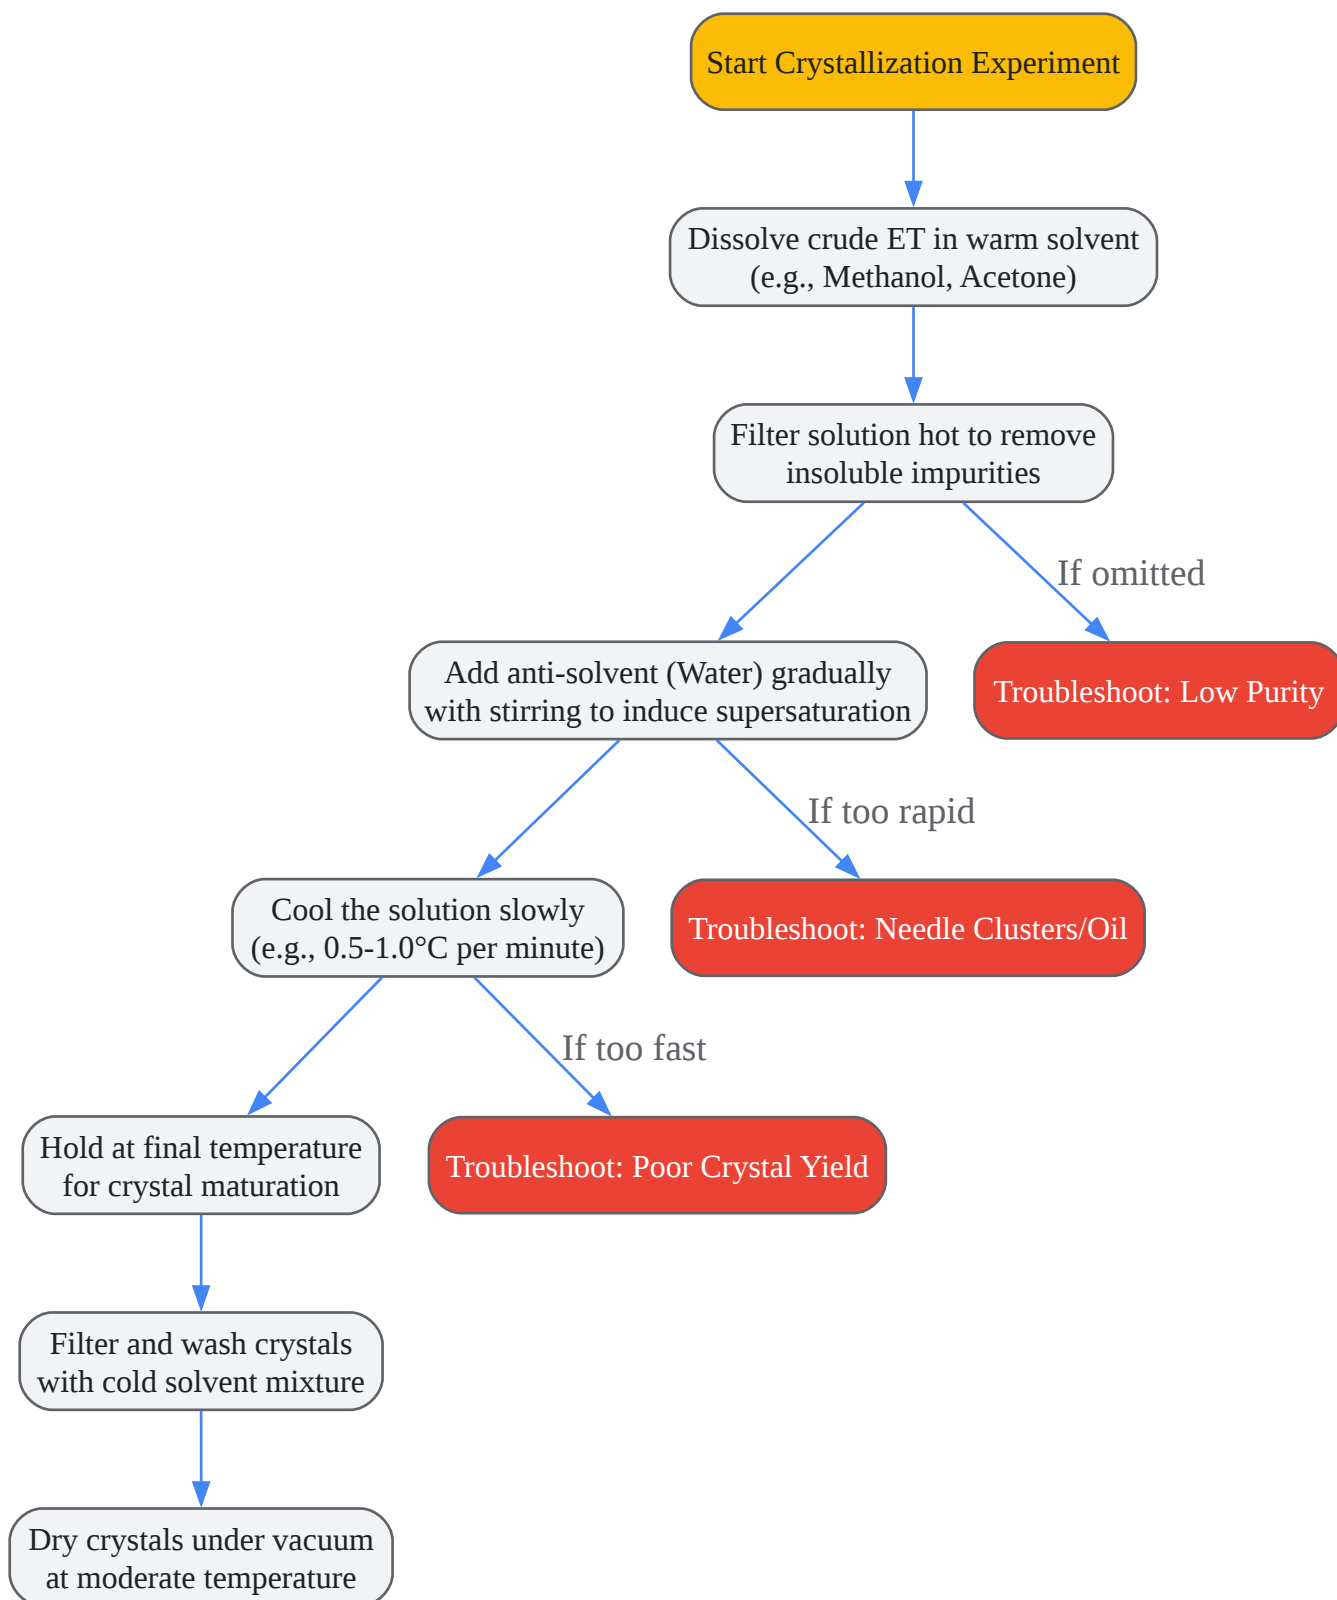 Start Crystallization Experiment
Dissolve crude ET in warm solvent
(e.g., Methanol, Acetone)
Filter solution hot to remove
insoluble impurities
If omitted
Add anti-solvent (Water) gradually
with stirring to induce supersaturation
Troubleshoot: Low Purity
If too rapid
Cool the solution slowly
(e.g., 0.5-1.0°C per minute)
Troubleshoot: Needle Clusters/Oil
If too fast
Hold at final temperature
for crystal maturation
Troubleshoot: Poor Crystal Yield
Filter and wash crystals
with cold solvent mixture
Dry crystals under vacuum
at moderate temperature